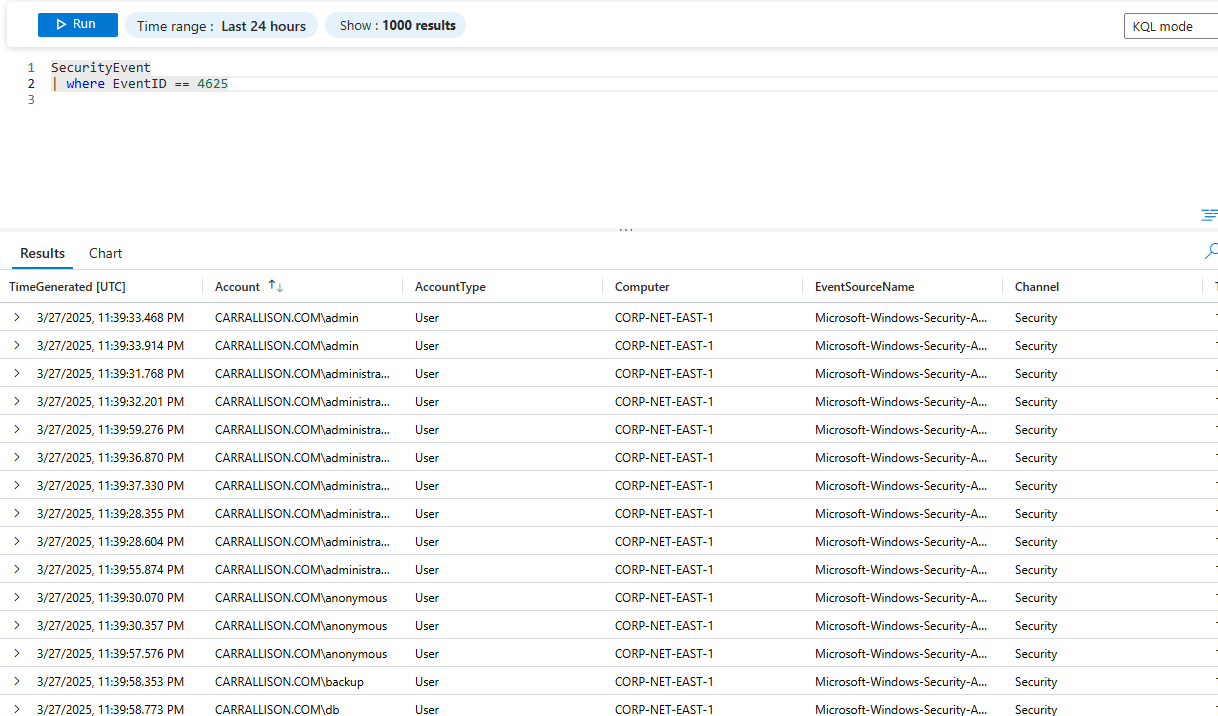 Run Time range : Last 24 hours Show : 1000 results KQL mode
1 SecurityEvent
2 | where EventID == 4625
3
...
Results Chart
TimeGenerated [UTC] Account ↑↓ AccountType Computer EventSourceName Channel
3/27/2025, 11:39:33.468 PM CARRALLISON.COM\admin User CORP-NET-EAST-1 Microsoft-Windows-Security-A... Security
3/27/2025, 11:39:33.914 PM CARRALLISON.COM\admin User CORP-NET-EAST-1 Microsoft-Windows-Security-A... Security
3/27/2025, 11:39:31.768 PM CARRALLISON.COM\administra... User CORP-NET-EAST-1 Microsoft-Windows-Security-A... Security
3/27/2025, 11:39:32.201 PM CARRALLISON.COM\administra... User CORP-NET-EAST-1 Microsoft-Windows-Security-A... Security
3/27/2025, 11:39:59.276 PM CARRALLISON.COM\administra... User CORP-NET-EAST-1 Microsoft-Windows-Security-A... Security
3/27/2025, 11:39:36.870 PM CARRALLISON.COM\administra... User CORP-NET-EAST-1 Microsoft-Windows-Security-A... Security
3/27/2025, 11:39:37.330 PM CARRALLISON.COM\administra... User CORP-NET-EAST-1 Microsoft-Windows-Security-A... Security
3/27/2025, 11:39:28.355 PM CARRALLISON.COM\administra... User CORP-NET-EAST-1 Microsoft-Windows-Security-A... Security
3/27/2025, 11:39:28.604 PM CARRALLISON.COM\administra... User CORP-NET-EAST-1 Microsoft-Windows-Security-A... Security
3/27/2025, 11:39:55.874 PM CARRALLISON.COM\administra... User CORP-NET-EAST-1 Microsoft-Windows-Security-A... Security
3/27/2025, 11:39:30.070 PM CARRALLISON.COM\anonymous User CORP-NET-EAST-1 Microsoft-Windows-Security-A... Security
3/27/2025, 11:39:30.357 PM CARRALLISON.COM\anonymous User CORP-NET-EAST-1 Microsoft-Windows-Security-A... Security
3/27/2025, 11:39:57.576 PM CARRALLISON.COM\anonymous User CORP-NET-EAST-1 Microsoft-Windows-Security-A... Security
3/27/2025, 11:39:58.353 PM CARRALLISON.COM\backup User CORP-NET-EAST-1 Microsoft-Windows-Security-A... Security
3/27/2025, 11:39:58.773 PM CARRALLISON.COM\db User CORP-NET-EAST-1 Microsoft-Windows-Security-A... Security